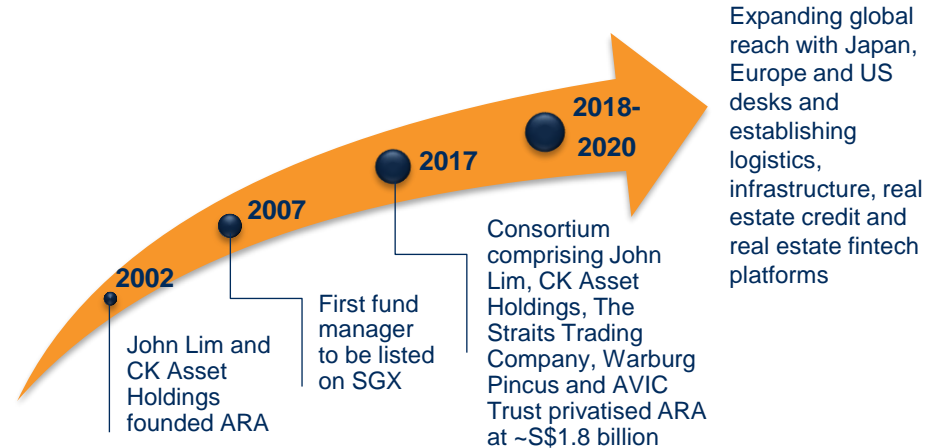 2002
John Lim and
CK Asset
Holdings
founded ARA
2007
First fund
manager
to be listed
on SGX
2017
Consortium
comprising John
Lim, CK Asset
Holdings, The
Straits Trading
Company, Warburg
Pincus and AVIC
Trust privatised ARA
at ~S$1.8 billion
2018-
2020
Expanding global
reach with Japan,
Europe and US
desks and
establishing
logistics,
infrastructure, real
estate credit and
real estate fintech
platforms